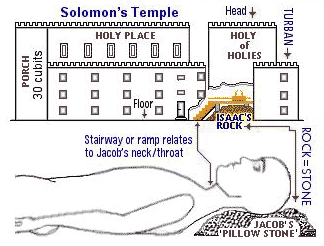 Solomon's Temple
Head
TURBAN
HOLY PLACE
HOLY
of
HOLIES
PORCH
30 cubits
Floor
ISAAC'S
ROCK
Stairway or ramp relates
to Jacob's neck/throat
ROCK=STONE
JACOB'S
'PILLOW STONE'